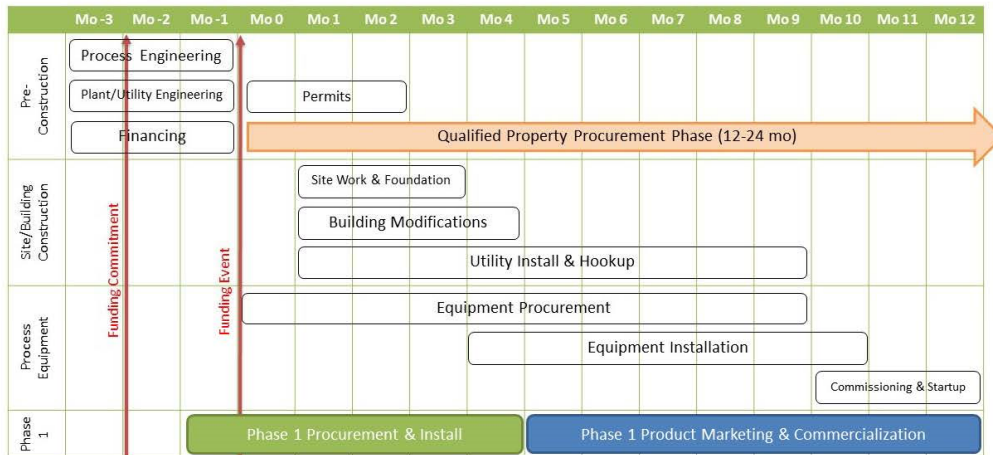 Mo -3 Mo -2 Mo -1 Mo 0 Mo 1 Mo 2 Mo 3 Mo 4 Mo 5 Mo 6 Mo 7 Mo 8 Mo 9 Mo 10 Mo 11 Mo 12
Pre-
Construction
Process Engineering
Plant/Utility Engineering
Permits
Financing
Qualified Property Procurement Phase (12-24 mo)
Site/Building
Construction
Site Work & Foundation
Building Modifications
Utility Install & Hookup
Funding Commitment
Funding Event
Process
Equipment
Equipment Procurement
Equipment Installation
Commissioning & Startup
Phase
1
Phase 1 Procurement & Install
Phase 1 Product Marketing & Commercialization